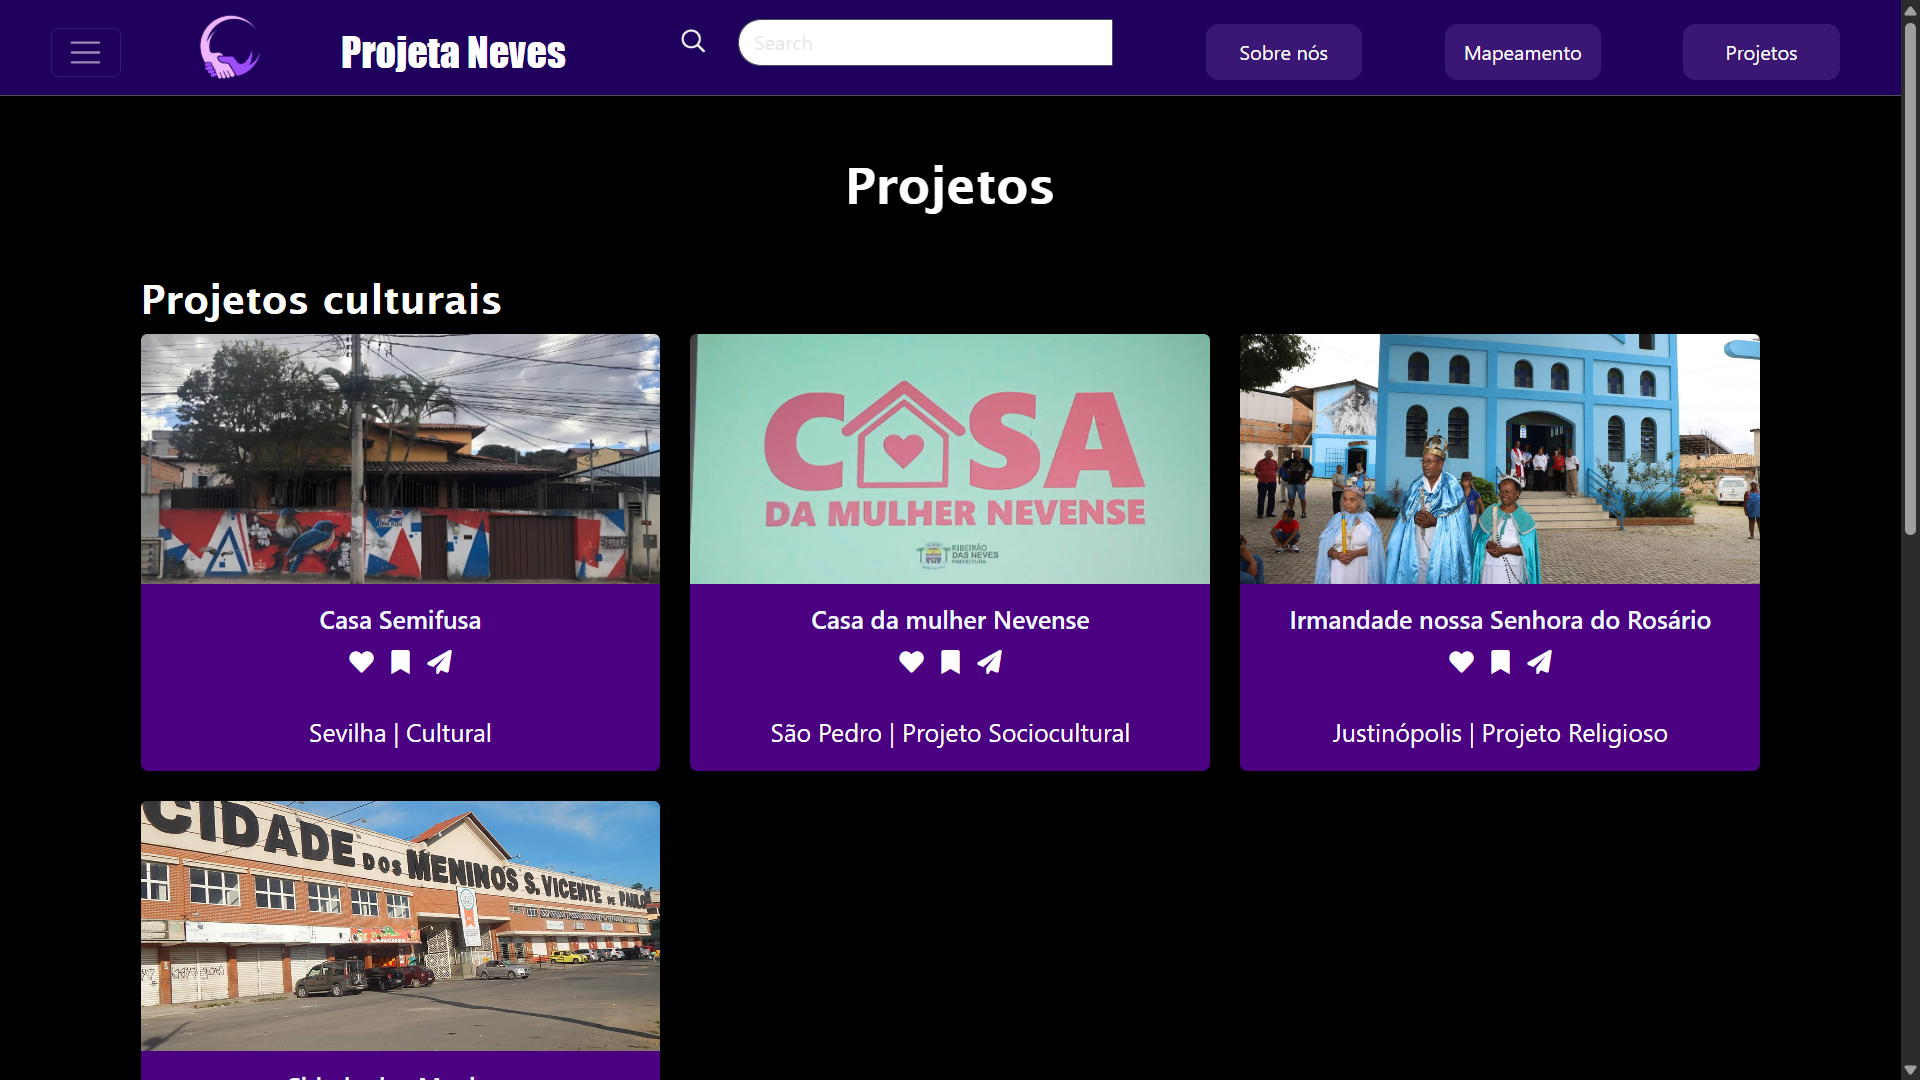 Projeta Neves
Search
Sobre nós
Mapeamento
Projetos
Projetos
Projetos culturais
CASA
DA MULHER NEVENSE
RIBEIRÃO
DAS NEVES
PREFEITURA
Casa Semifusa
Casa da mulher Nevense
Irmandade nossa Senhora do Rosário
Sevilha | Cultural
São Pedro | Projeto Sociocultural
Justinópolis | Projeto Religioso
CIDADE DOS MENINOS S. VICENTE DE PAULO
LANCHES